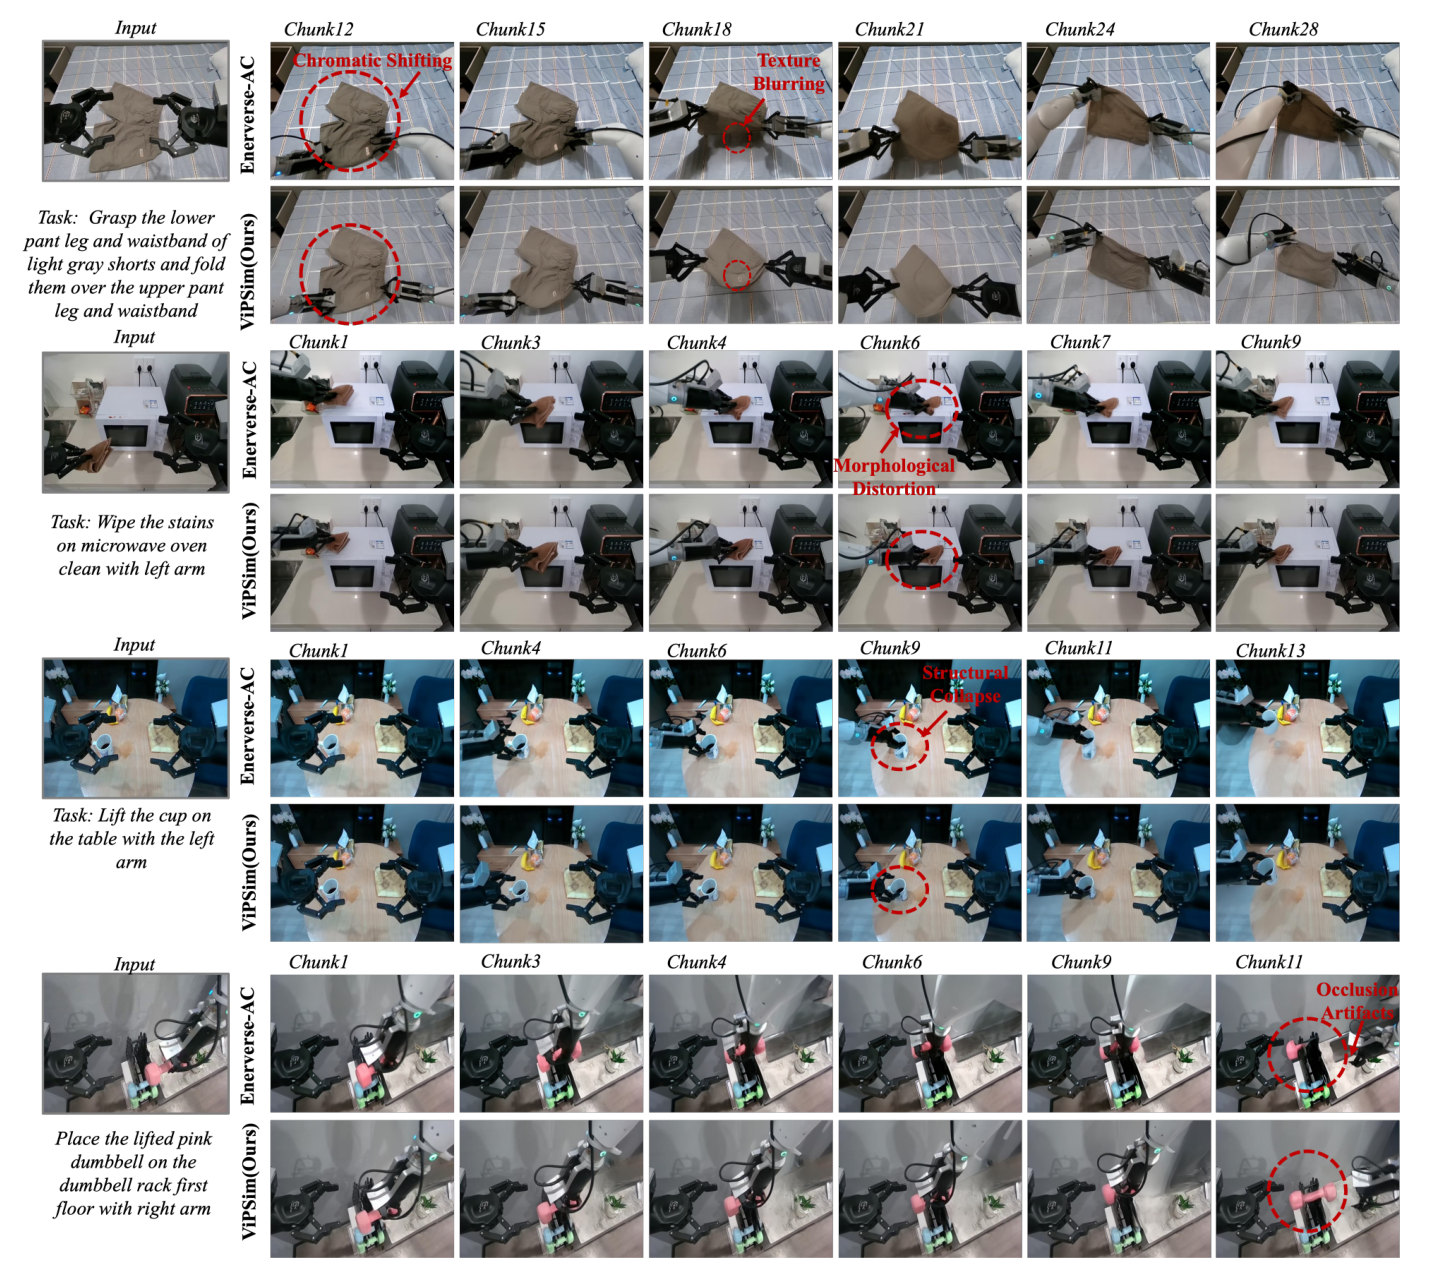 Input
Chunk12
Chunk15
Chunk18
Chunk21
Chunk24
Chunk28
Enerverse-AC
Chromatic Shifting
Texture
Blurring
Task: Grasp the lower
pant leg and waistband of
light gray shorts and fold
them over the upper pant
leg and waistband
ViPSim(Ours)
Input
Chunk1
Chunk3
Chunk4
Chunk6
Chunk7
Chunk9
Enerverse-AC
Morphological
Distortion
Task: Wipe the stains
on microwave oven
clean with left arm
ViPSim(Ours)
Input
Chunk1
Chunk4
Chunk6
Chunk9
Chunk11
Chunk13
Enerverse-AC
Structural
Collapse
Task: Lift the cup on
the table with the left
arm
ViPSim(Ours)
Input
Chunk1
Chunk3
Chunk4
Chunk6
Chunk9
Chunk11
Enerverse-AC
Occlusion
Artifacts
Place the lifted pink
dumbbell on the
dumbbell rack first
floor with right arm
ViPSim(Ours)